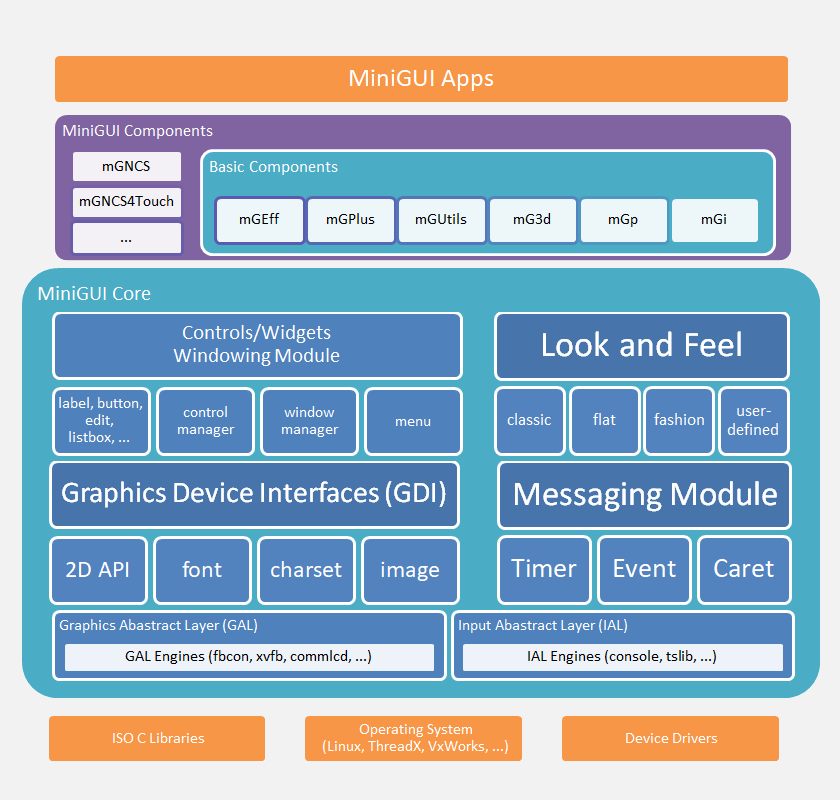 MiniGUI Apps
MiniGUI Components
mGNCS
mGNCS4Touch
...
Basic Components
mGEff
mGPlus
mGUtils
mG3d
mGp
mGi
MiniGUI Core
Controls/Widgets
Windowing Module
label, button,
edit,
listbox, ...
control
manager
window
manager
menu
Look and Feel
classic
flat
fashion
user-
defined
Graphics Device Interfaces (GDI)
2D API
font
charset
image
Messaging Module
Timer
Event
Caret
Graphics Abastract Layer (GAL)
GAL Engines (fbcon, xvfb, commlcd, ...)
Input Abastract Layer (IAL)
IAL Engines (console, tslib, ...)
ISO C Libraries
Operating System
(Linux, ThreadX, VxWorks, ...)
Device Drivers